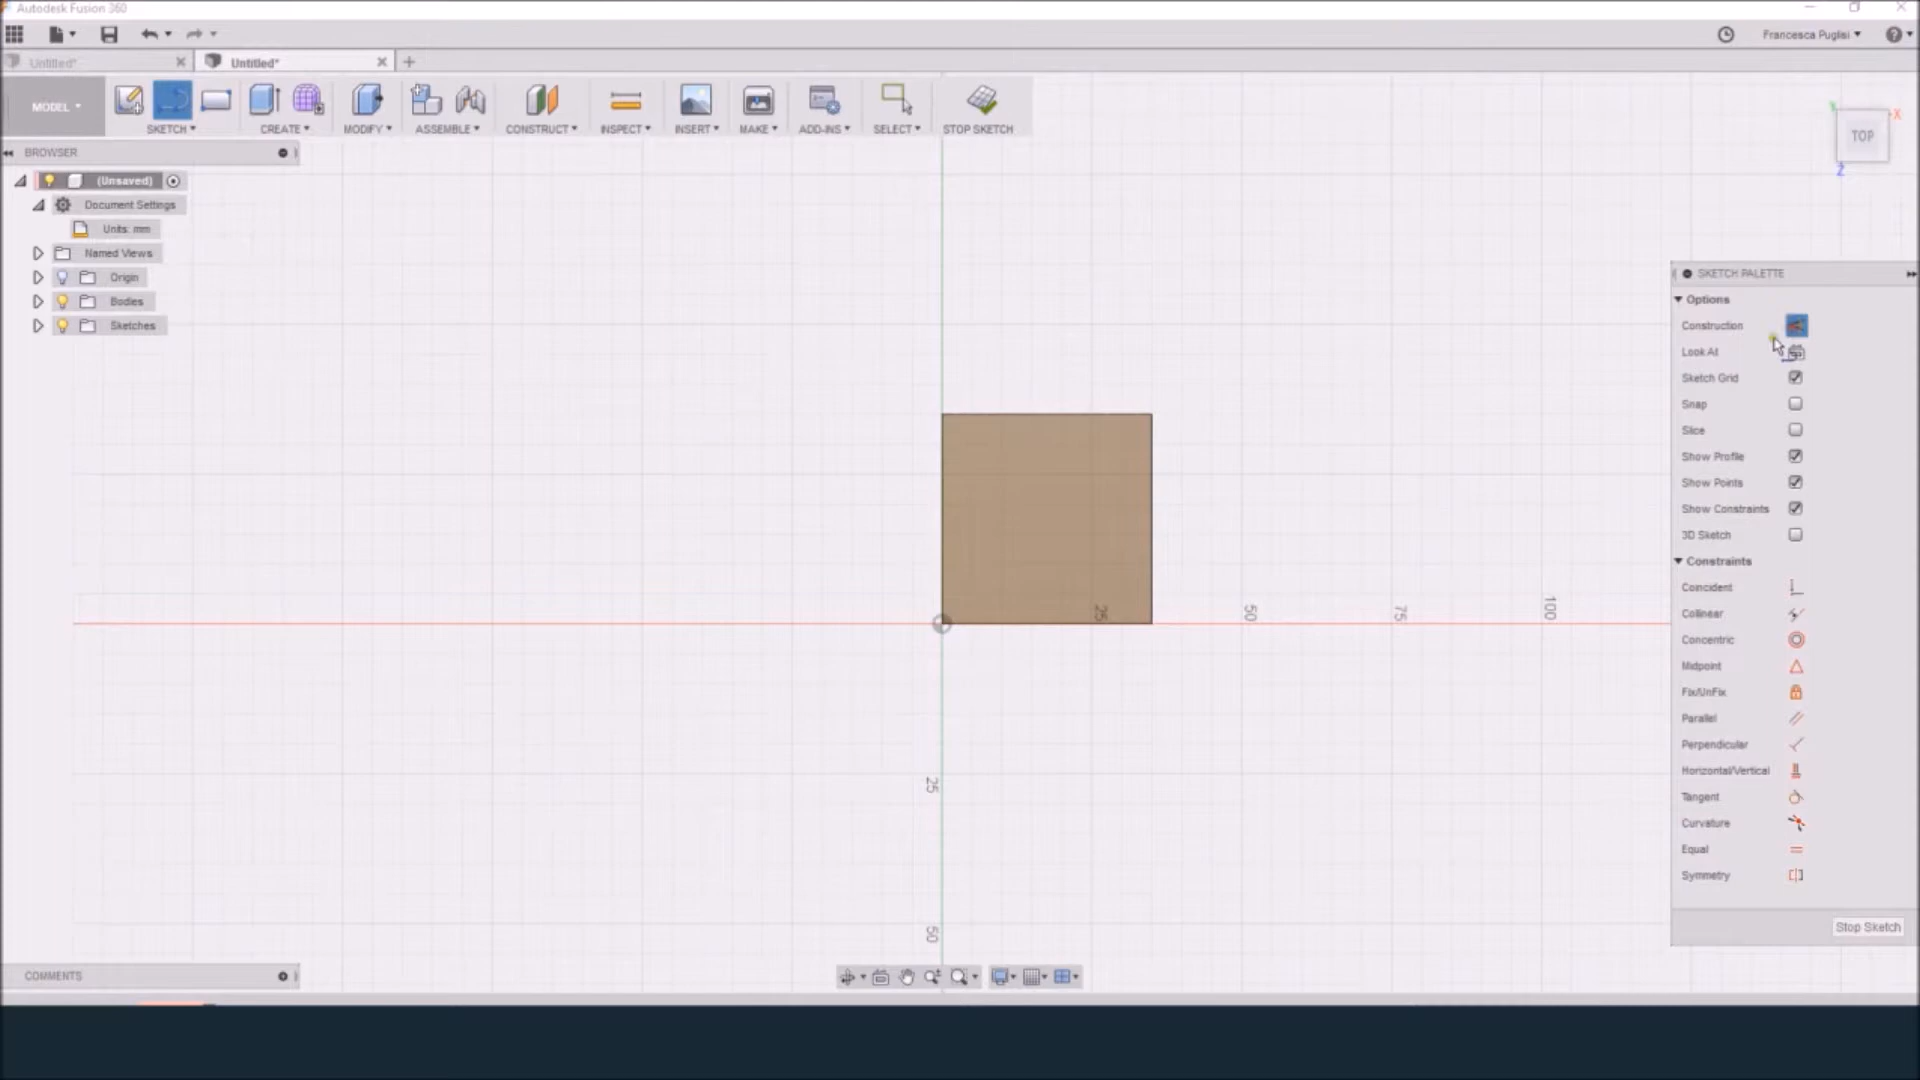 Autodesk Fusion 360
Francesca Puglisi
Untitled*
Untitled*
MODEL
SKETCH
CREATE
MODIFY
ASSEMBLE
CONSTRUCT
INSPECT
INSERT
MAKE
ADD-INS
SELECT
STOP SKETCH
X
TOP
Z
BROWSER
(Unsaved)
Document Settings
Units: mm
Named Views
Origin
Bodies
Sketches
SKETCH PALETTE
Options
Construction
Look At
Sketch Grid
Snap
Slice
Show Profile
Show Points
Show Constraints
3D Sketch
Constraints
Coincident
Collinear
Concentric
Midpoint
Fix/UnFix
Parallel
Perpendicular
Horizontal/Vertical
Tangent
Curvature
Equal
Symmetry
Stop Sketch
25
50
75
100
25
50
COMMENTS